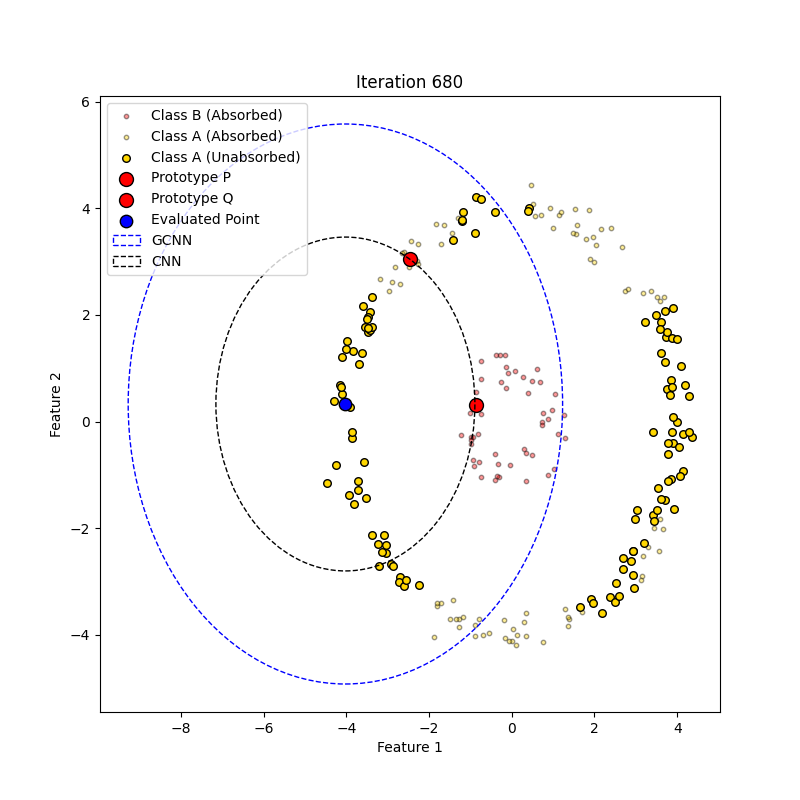 Iteration 680
6
4
2
0
−2
−4
Feature 2
Class B (Absorbed)
Class A (Absorbed)
Class A (Unabsorbed)
Prototype P
Prototype Q
Evaluated Point
GCNN
CNN
−8 −6 −4 −2 0 2 4
Feature 1